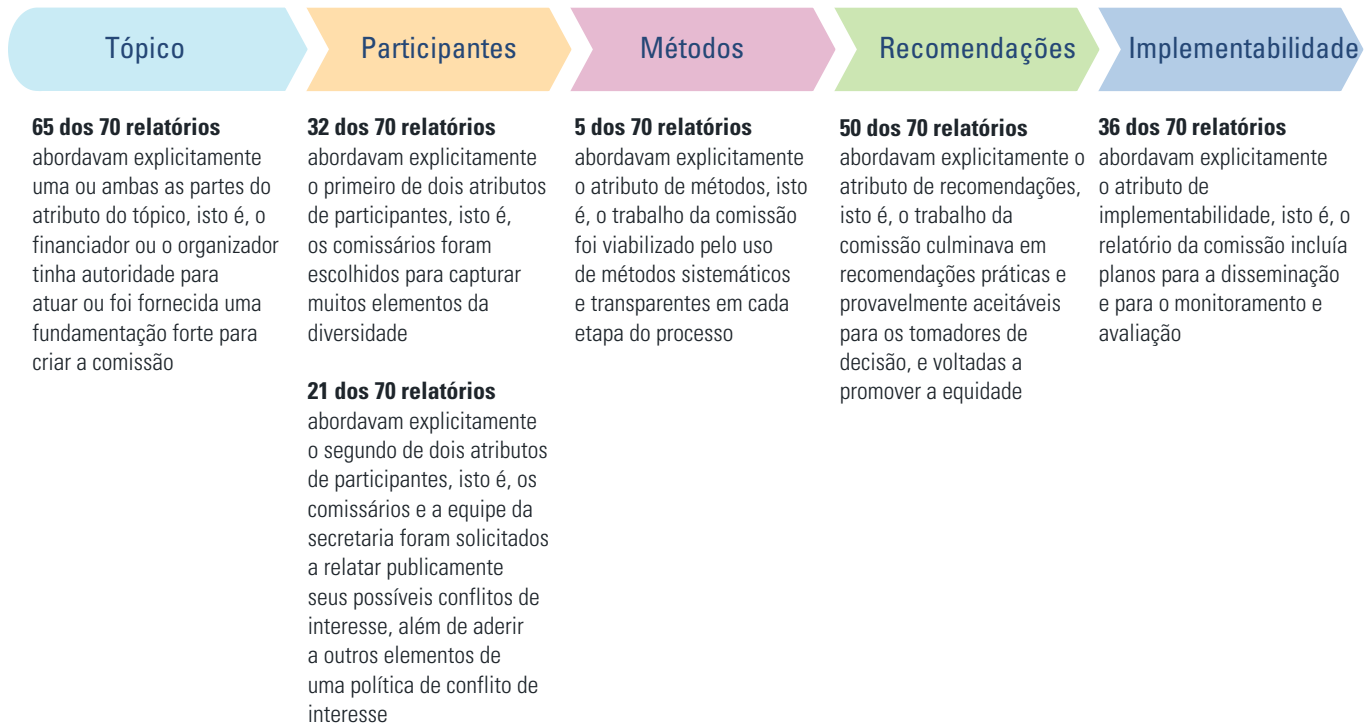 Tópico
Participantes
Métodos
Recomendações
Implementabilidade
65 dos 70 relatórios
abordavam explicitamente
uma ou ambas as partes do
atributo do tópico, isto é, o
financiador ou o organizador
tinha autoridade para
atuar ou foi fornecida uma
fundamentação forte para
criar a comissão
32 dos 70 relatórios
abordavam explicitamente
o primeiro de dois atributos
de participantes, isto é,
os comissários foram
escolhidos para capturar
muitos elementos da
diversidade
21 dos 70 relatórios
abordavam explicitamente
o segundo de dois atributos
de participantes, isto é, os
comissários e a equipe da
secretaria foram solicitados
a relatar publicamente
seus possíveis conflitos de
interesse, além de aderir
a outros elementos de
uma política de conflito de
interesse
5 dos 70 relatórios
abordavam explicitamente
o atributo de métodos, isto
é, o trabalho da comissão
foi viabilizado pelo uso
de métodos sistemáticos
e transparentes em cada
etapa do processo
50 dos 70 relatórios
abordavam explicitamente o
atributo de recomendações,
isto é, o trabalho da
comissão culminava em
recomendações práticas e
provavelmente aceitáveis
para os tomadores de
decisão, e voltadas a
promover a equidade
36 dos 70 relatórios
abordavam explicitamente
o atributo de
implementabilidade, isto é, o
relatório da comissão incluía
planos para a disseminação
e para o monitoramento e
avaliação